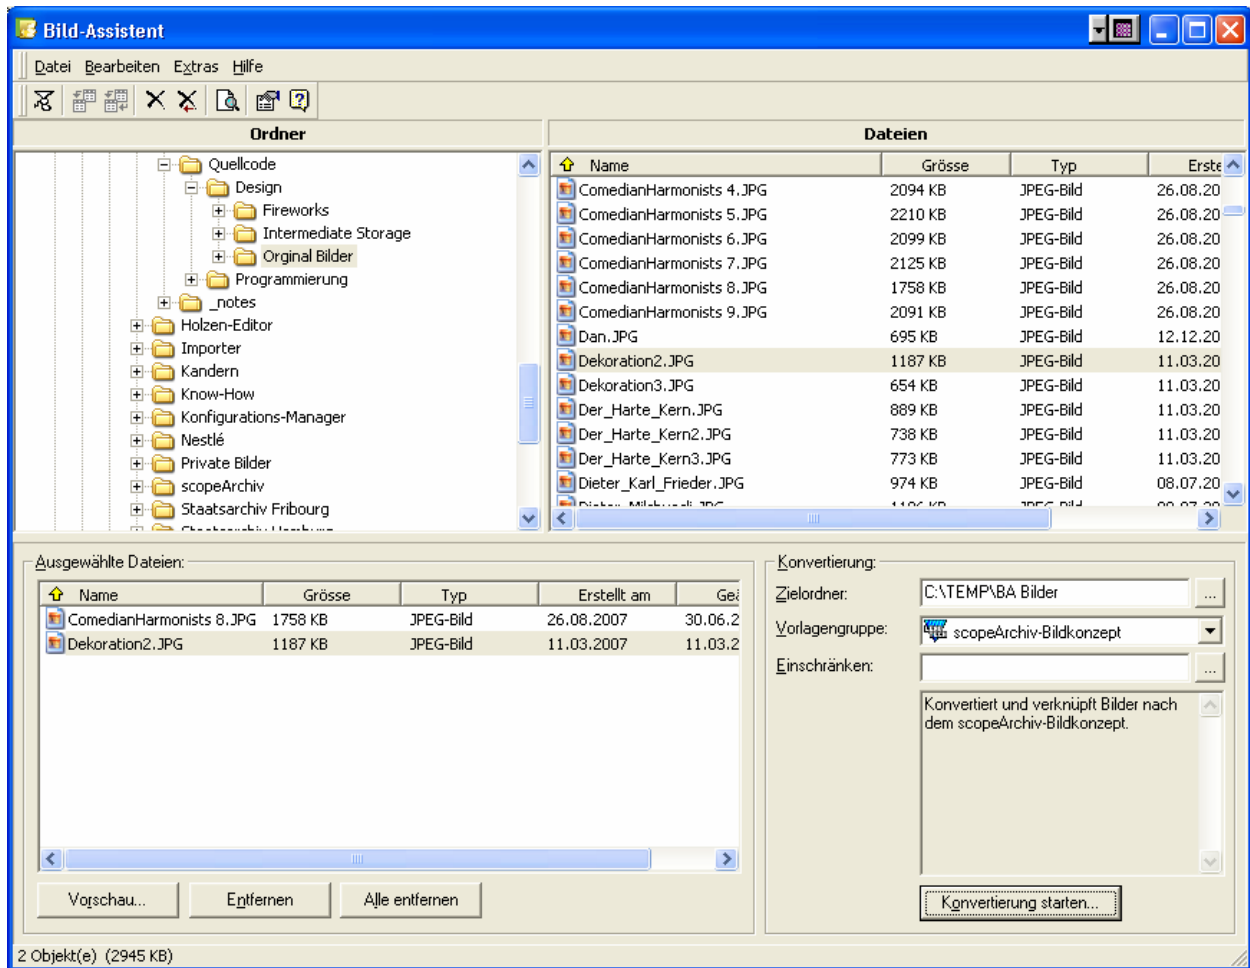 Bild-Assistent
Datei Bearbeiten Extras Hilfe
Ordner
Quellcode
Design
Fireworks
Intermediate Storage
Orginal Bilder
Programmierung
_notes
Holzen-Editor
Importer
Kandern
Know-How
Konfigurations-Manager
Nestlé
Private Bilder
scopeArchiv
Staatsarchiv Fribourg
Dateien
Name Grösse Typ Erste
ComedianHarmonists 4.JPG 2094 KB JPEG-Bild 26.08.20
ComedianHarmonists 5.JPG 2210 KB JPEG-Bild 26.08.20
ComedianHarmonists 6.JPG 2099 KB JPEG-Bild 26.08.20
ComedianHarmonists 7.JPG 2125 KB JPEG-Bild 26.08.20
ComedianHarmonists 8.JPG 1758 KB JPEG-Bild 26.08.20
ComedianHarmonists 9.JPG 2091 KB JPEG-Bild 26.08.20
Dan.JPG 695 KB JPEG-Bild 12.12.20
Dekoration2.JPG 1187 KB JPEG-Bild 11.03.20
Dekoration3.JPG 654 KB JPEG-Bild 11.03.20
Der_Harte_Kern.JPG 889 KB JPEG-Bild 11.03.20
Der_Harte_Kern2.JPG 738 KB JPEG-Bild 11.03.20
Der_Harte_Kern3.JPG 773 KB JPEG-Bild 11.03.20
Dieter_Karl_Frieder.JPG 974 KB JPEG-Bild 08.07.20
Ausgewählte Dateien:
Name Grösse Typ Erstellt am Geä
ComedianHarmonists 8.JPG 1758 KB JPEG-Bild 26.08.2007 30.06.2
Dekoration2.JPG 1187 KB JPEG-Bild 11.03.2007 11.03.2
Vorschau... Entfernen Alle entfernen
Konvertierung:
Zielordner: C:\TEMP\BA Bilder ...
Vorlagengruppe: scopeArchiv-Bildkonzept
Einschränken: ...
Konvertiert und verknüpft Bilder nach
dem scopeArchiv-Bildkonzept.
Konvertierung starten...
2 Objekt(e) (2945 KB)